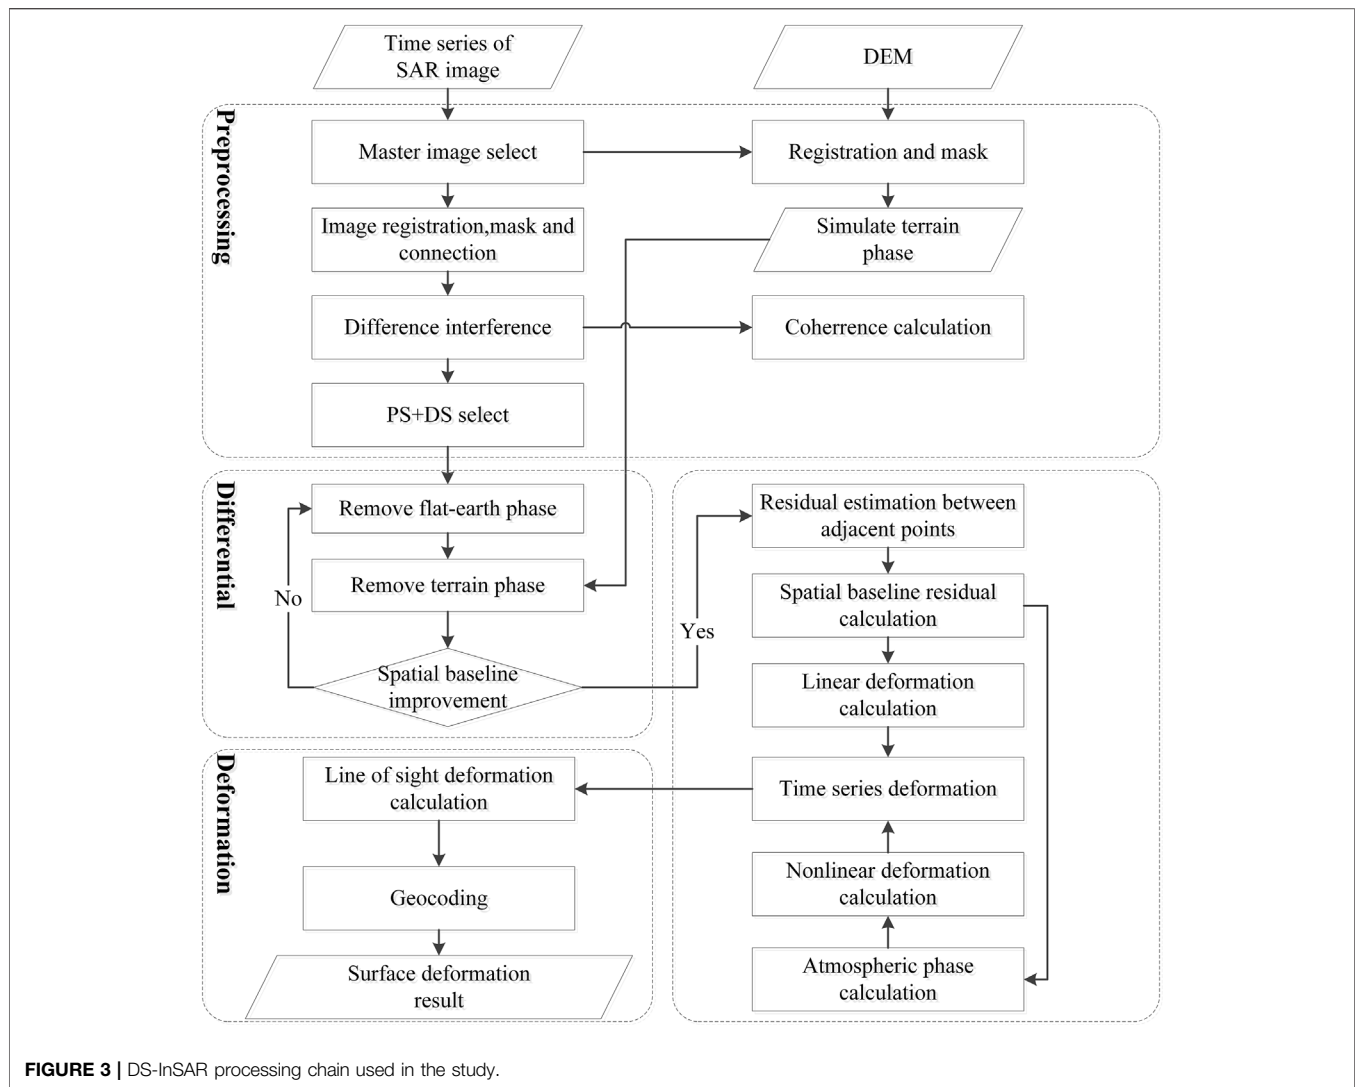 Time series of
SAR image
DEM
Preprocessing
Master image select
Registration and mask
Image registration,mask and
connection
Simulate terrain
phase
Difference interference
Coherrence calculation
PS+DS select
Differential
Remove flat-earth phase
Remove terrain phase
No
Spatial baseline
improvement
Yes
Residual estimation between
adjacent points
Spatial baseline residual
calculation
Linear deformation
calculation
Time series deformation
Nonlinear deformation
calculation
Atmospheric phase
calculation
Deformation
Line of sight deformation
calculation
Geocoding
Surface deformation
result
FIGURE 3 | DS-InSAR processing chain used in the study.